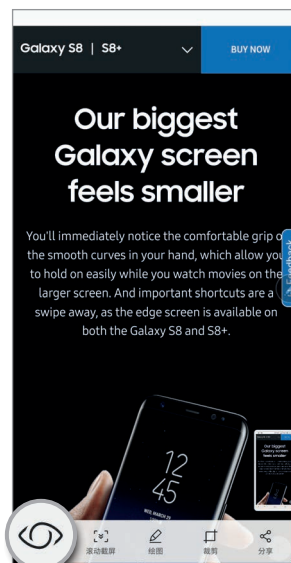 Galaxy S8 | S8+
BUY NOW
Our biggest
Galaxy screen
feels smaller
You'll immediately notice the comfortable grip o
the smooth curves in your hand, which allow you
to hold on easily while you watch movies on the
larger screen. And important shortcuts are a
swipe away, as the edge screen is available on
both the Galaxy S8 and S8+.
Feedback
12
45
滚动截屏 绘图 裁剪 分享